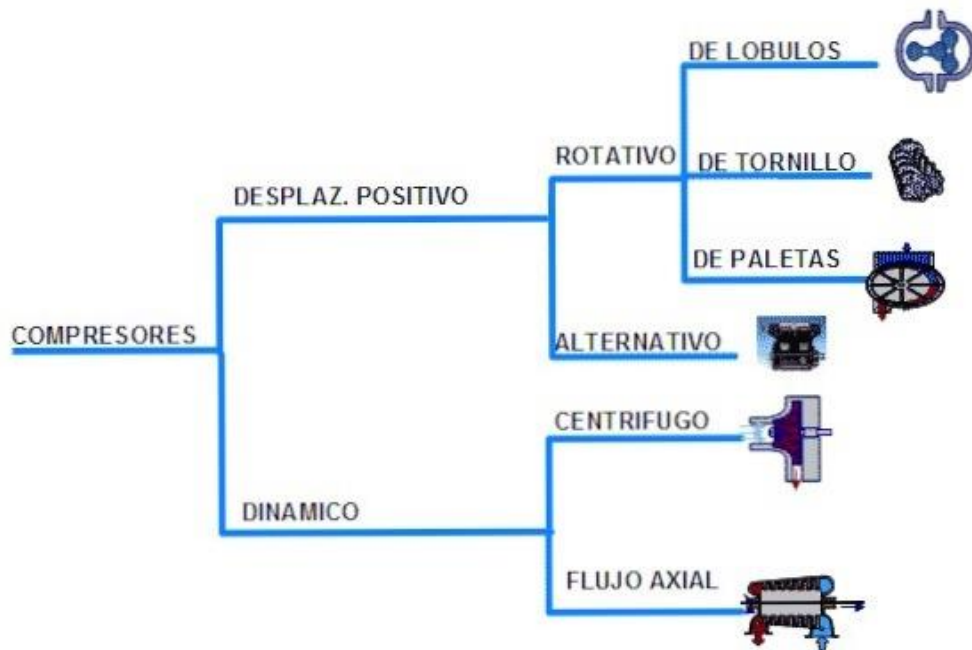 DE LOBULOS
ROTATIVO
DE TORNILLO
DESPLAZ. POSITIVO
DE PALETAS
COMPRESORES
ALTERNATIVO
CENTRIFUGO
DINAMICO
FLUJO AXIAL